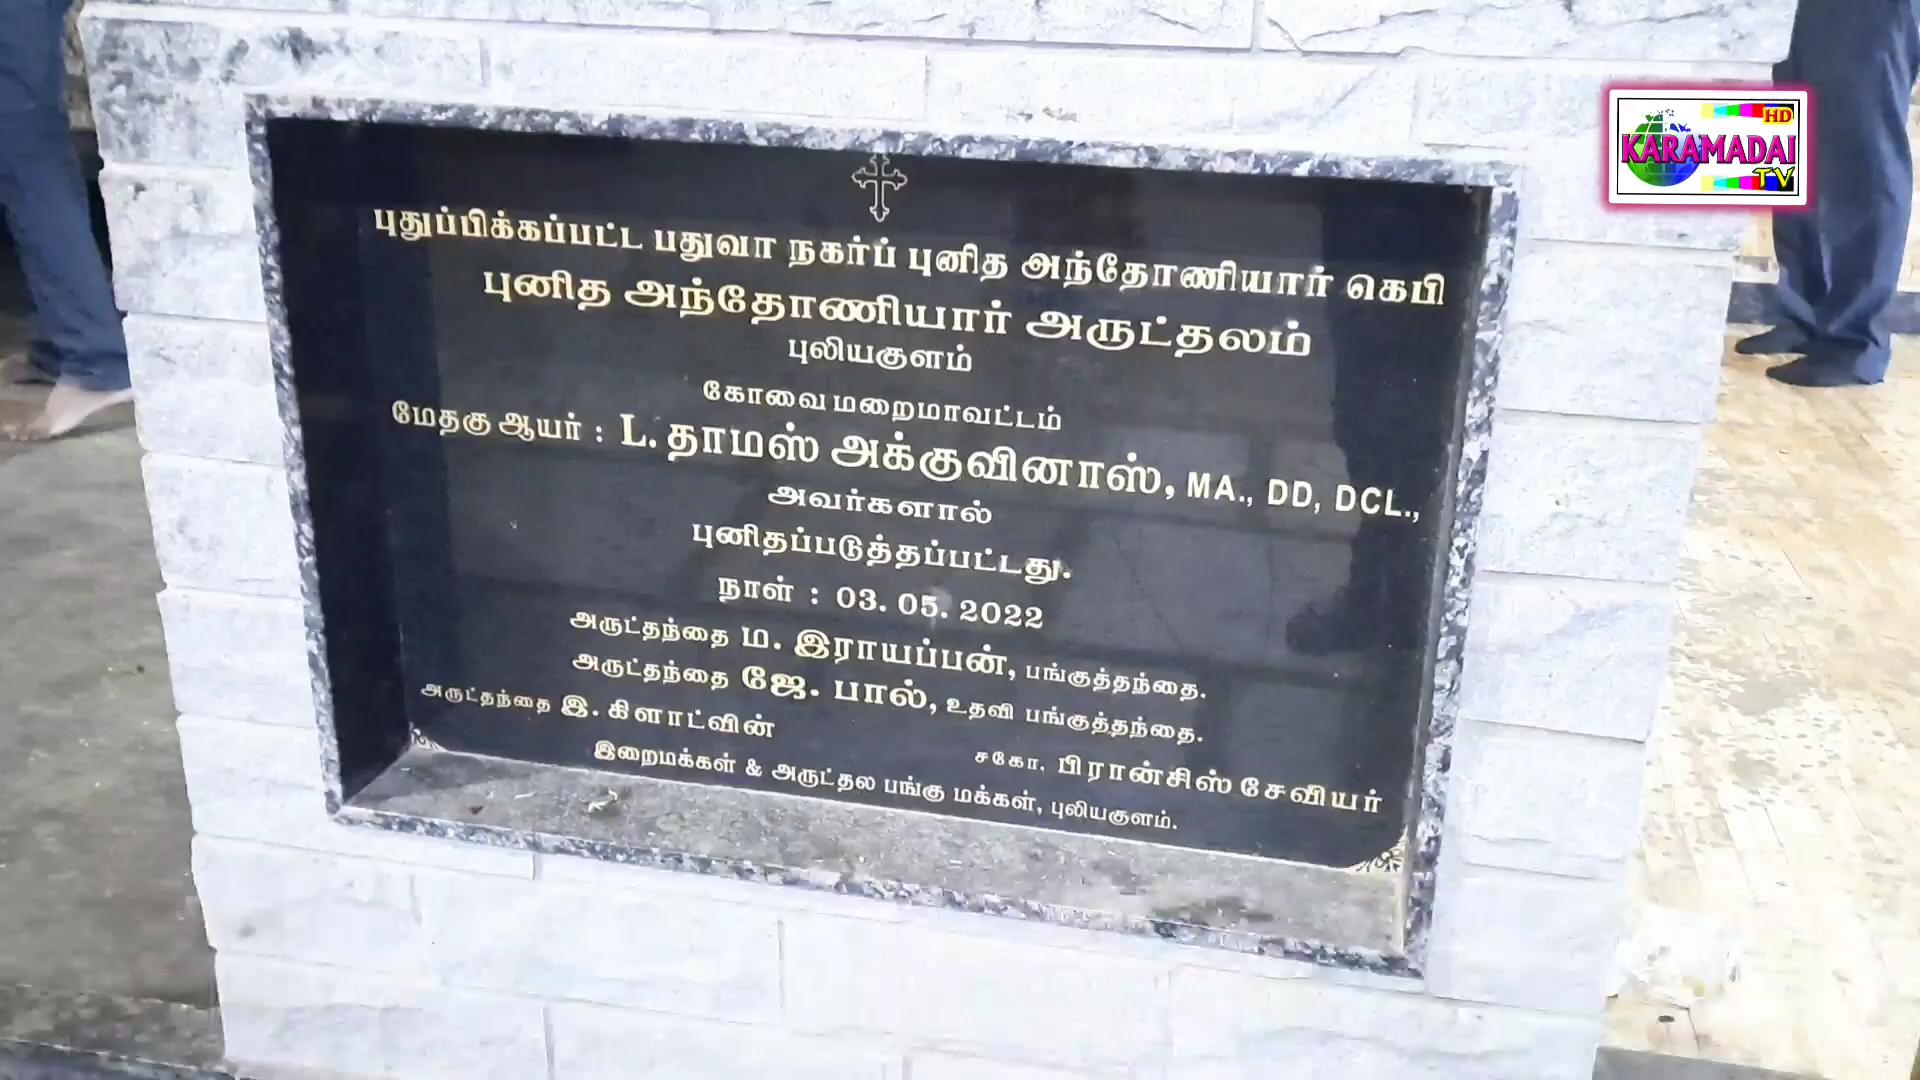 HD
KARAMADAI
TV
புதுப்பிக்கப்பட்ட பதுவா நகர்ப் புனித அந்தோணியார் கெபி
புனித அந்தோணியார் அருட்தலம்
புலியகுளம்
கோவை மறைமாவட்டம்
மேதகு ஆயர் : L. தாமஸ் அக்குவினாஸ், MA., DD, DCL.,
அவர்களால்
புனிதப்படுத்தப்பட்டது.
நாள் : 03. 05. 2022
அருட்தந்தை ம. இராயப்பன், பங்குத்தந்தை.
அருட்தந்தை ஜே. பால், உதவி பங்குத்தந்தை.
அருட்தந்தை இ. கிளாட்வின்
சகோ. பிரான்சிஸ் சேவியர்
இறைமக்கள் & அருட்தல பங்கு மக்கள், புலியகுளம்.